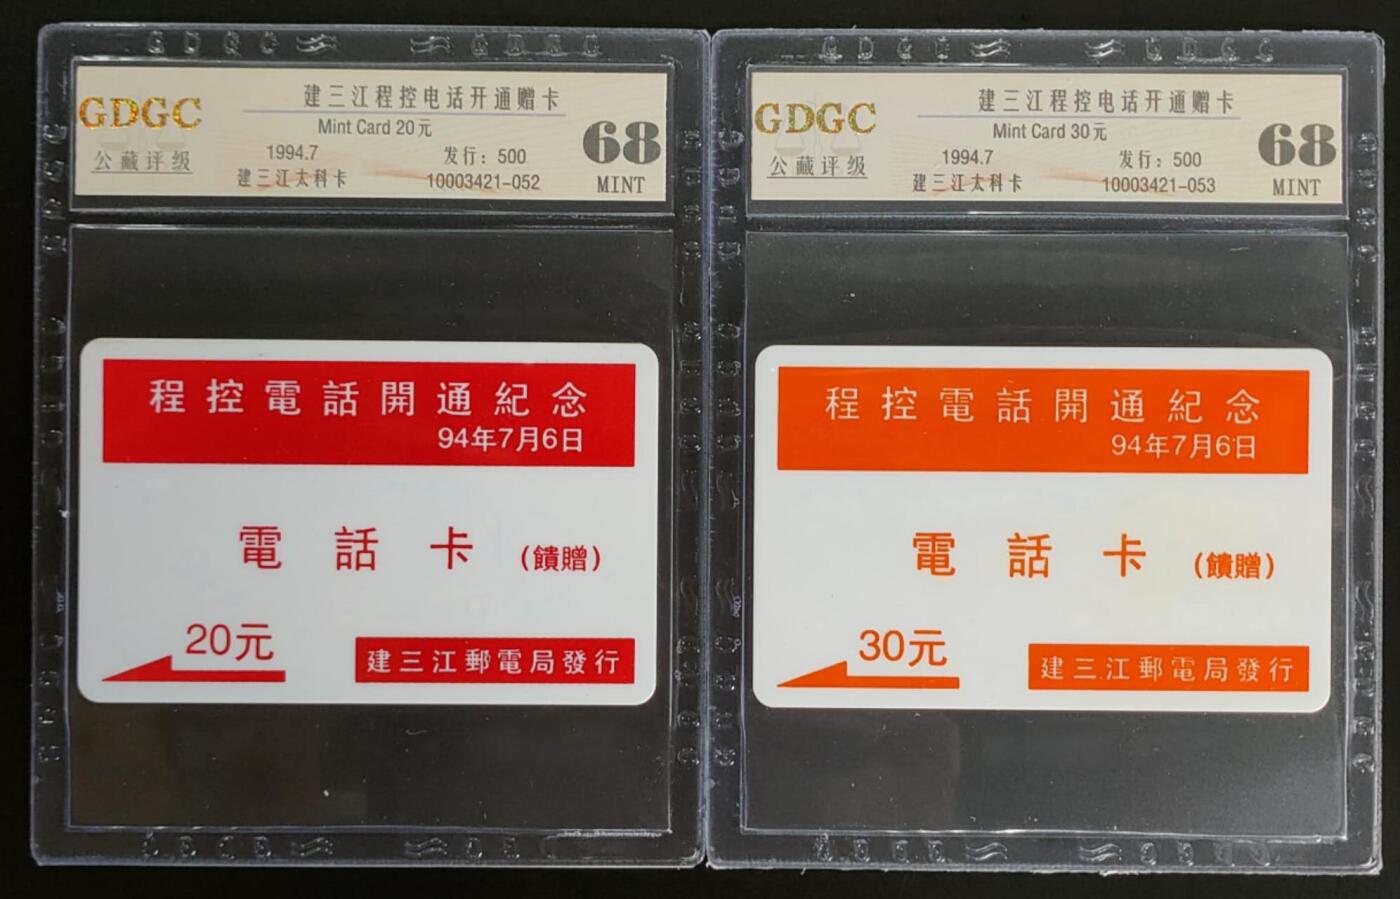 GDGC
公藏评级
建三江程控电话开通赠卡
Mint Card 20元
1994.7
发行：500
建三江太科卡
10003421-052
68
MINT
程控電話開通紀念
94年7月6日
電話卡（饋贈）
20元
建三江郵電局發行
GDGC
公藏评级
建三江程控电话开通赠卡
Mint Card 30元
1994.7
发行：500
建三江太科卡
10003421-053
68
MINT
程控電話開通紀念
94年7月6日
電話卡（饋贈）
30元
建三江郵電局發行